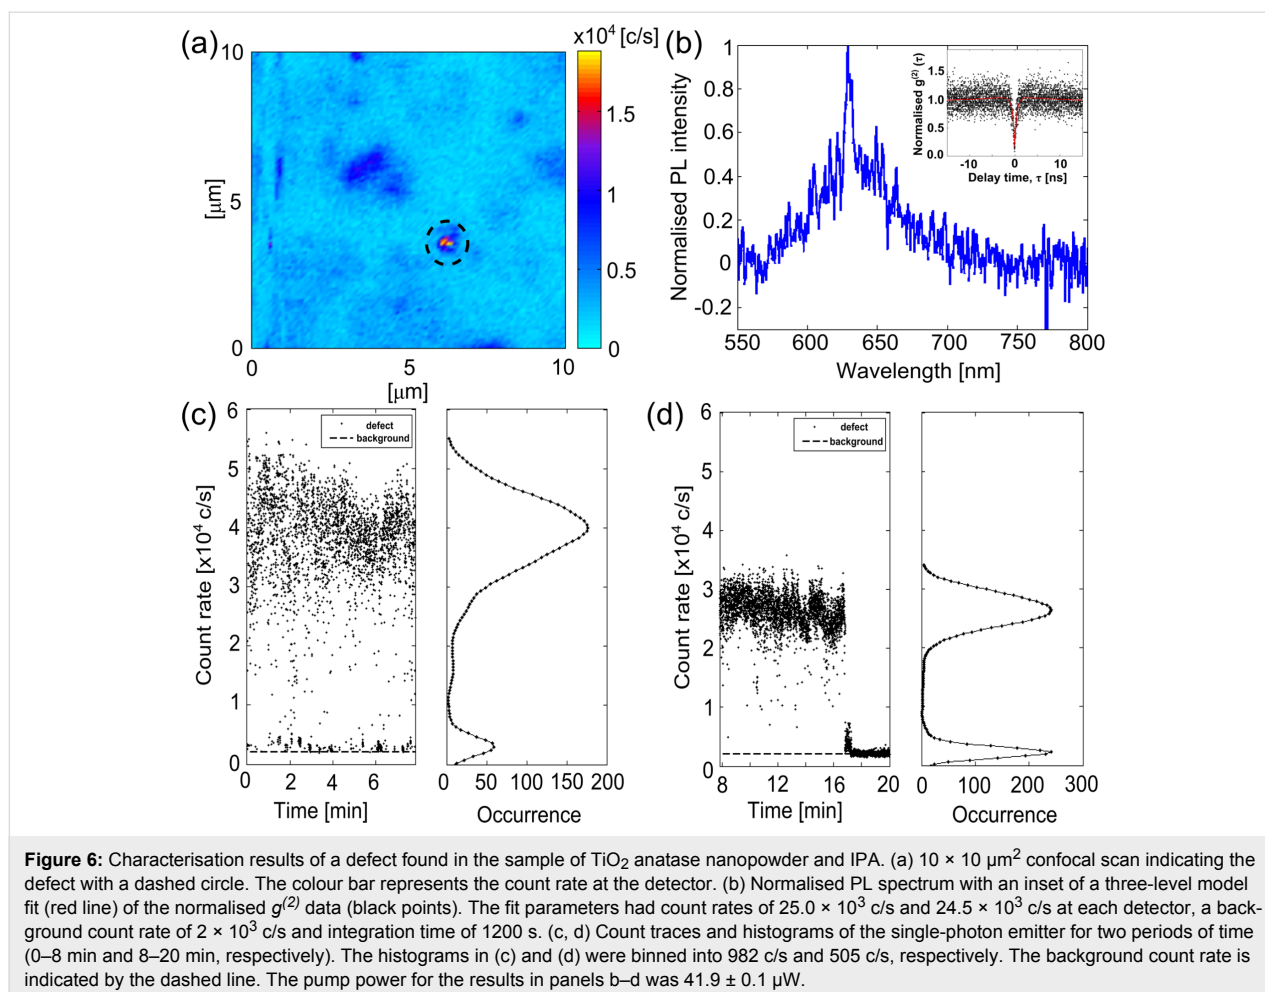 (a)
x10⁴ [c/s]
10
5
0
[µm]
0
5
10
[µm]
1.5
1
0.5
0
(b)
Normalised PL intensity
1
0.8
0.6
0.4
0.2
0
-0.2
550 600 650 700 750 800
Wavelength [nm]
Normalised g⁽²⁾ (τ)
1.5
1.0
0.5
0.0
-10 0 10
Delay time, τ [ns]
(c)
Count rate [x10⁴ c/s]
6
5
4
3
2
1
0
defect
background
0 2 4 6
Time [min]
0 50 100 150 200
Occurrence
(d)
Count rate [x10⁴ c/s]
6
5
4
3
2
1
0
defect
background
8 12 16 20
Time [min]
0 100 200 300
Occurrence
Figure 6: Characterisation results of a defect found in the sample of TiO₂ anatase nanopowder and IPA. (a) 10 × 10 µm² confocal scan indicating the
defect with a dashed circle. The colour bar represents the count rate at the detector. (b) Normalised PL spectrum with an inset of a three-level model
fit (red line) of the normalised g⁽²⁾ data (black points). The fit parameters had count rates of 25.0 × 10³ c/s and 24.5 × 10³ c/s at each detector, a back-
ground count rate of 2 × 10³ c/s and integration time of 1200 s. (c, d) Count traces and histograms of the single-photon emitter for two periods of time
(0–8 min and 8–20 min, respectively). The histograms in (c) and (d) were binned into 982 c/s and 505 c/s, respectively. The background count rate is
indicated by the dashed line. The pump power for the results in panels b–d was 41.9 ± 0.1 µW.